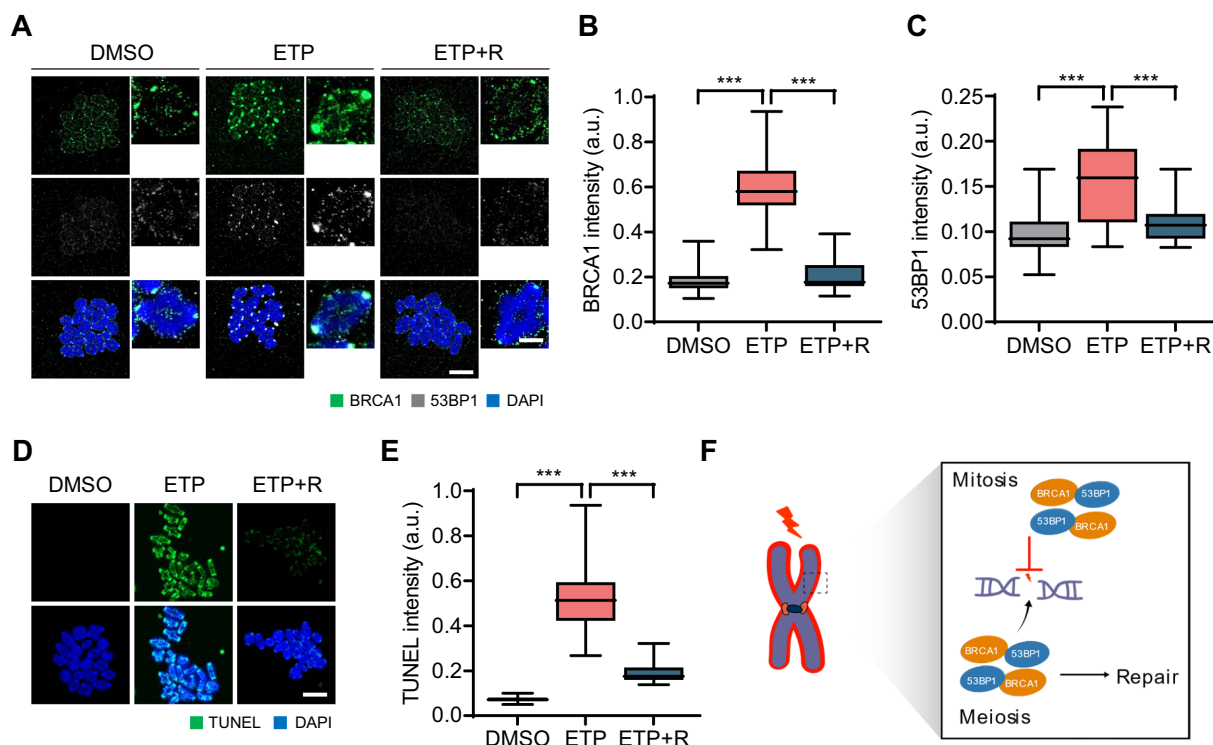 A
DMSO ETP ETP+R
BRCA1 53BP1 DAPI
B
*** ***
BRCA1 intensity (a.u.)
1.0
0.8
0.6
0.4
0.2
0.0
DMSO ETP ETP+R
C
*** ***
53BP1 intensity (a.u.)
0.25
0.20
0.15
0.10
0.05
0.00
DMSO ETP ETP+R
D
DMSO ETP ETP+R
TUNEL DAPI
E
*** ***
TUNEL intensity (a.u.)
1.0
0.8
0.6
0.4
0.2
0.0
DMSO ETP ETP+R
F
Mitosis
BRCA1 53BP1
53BP1 BRCA1
BRCA1 53BP1
53BP1 BRCA1
Repair
Meiosis